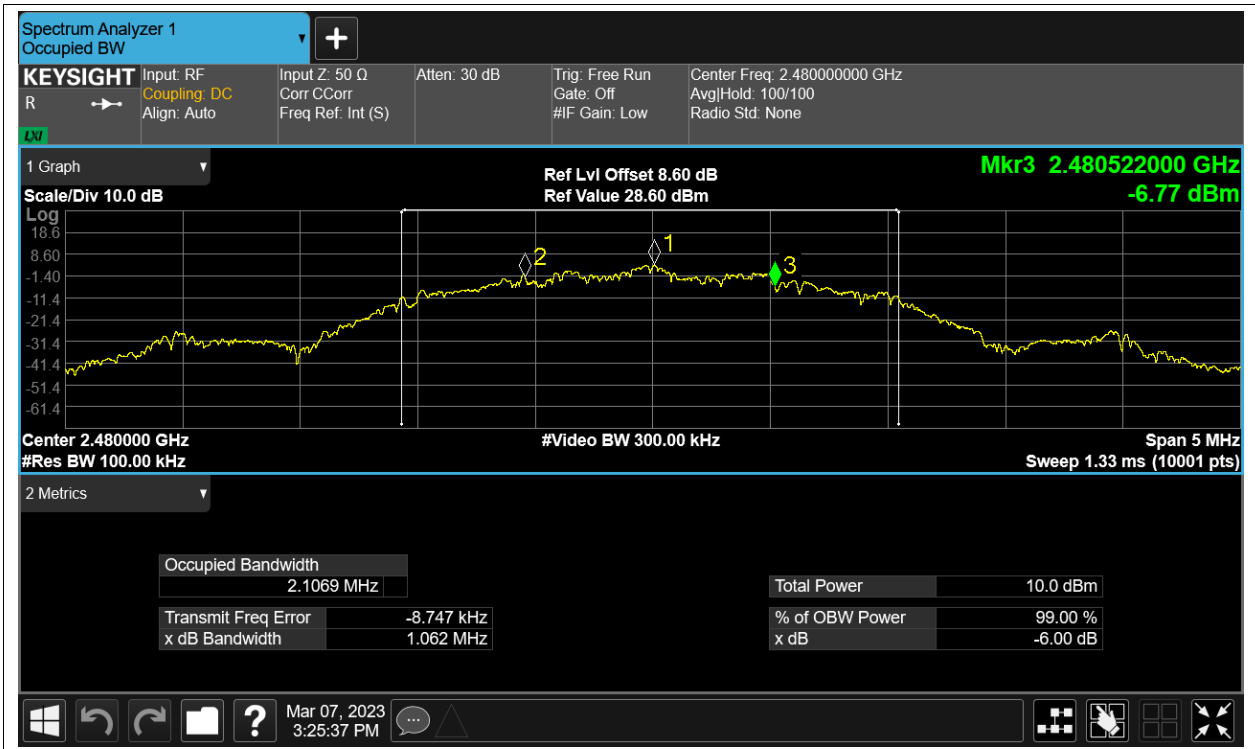 Spectrum Analyzer 1
Occupied BW
KEYSIGHT
R
LXI
Input: RF
Coupling: DC
Align: Auto
Input Z: 50 Ω
Corr CCorr
Freq Ref: Int (S)
Atten: 30 dB
Trig: Free Run
Gate: Off
#IF Gain: Low
Center Freq: 2.480000000 GHz
Avg|Hold: 100/100
Radio Std: None
1 Graph
Scale/Div 10.0 dB
Ref Lvl Offset 8.60 dB
Ref Value 28.60 dBm
Mkr3 2.480522000 GHz
-6.77 dBm
Log
18.6
8.60
-1.40
-11.4
-21.4
-31.4
-41.4
-51.4
-61.4
2
1
3
Center 2.480000 GHz
#Res BW 100.00 kHz
#Video BW 300.00 kHz
Span 5 MHz
Sweep 1.33 ms (10001 pts)
2 Metrics
Occupied Bandwidth
2.1069 MHz
Transmit Freq Error -8.747 kHz
x dB Bandwidth 1.062 MHz
Total Power 10.0 dBm
% of OBW Power 99.00 %
x dB -6.00 dB
?
Mar 07, 2023
3:25:37 PM